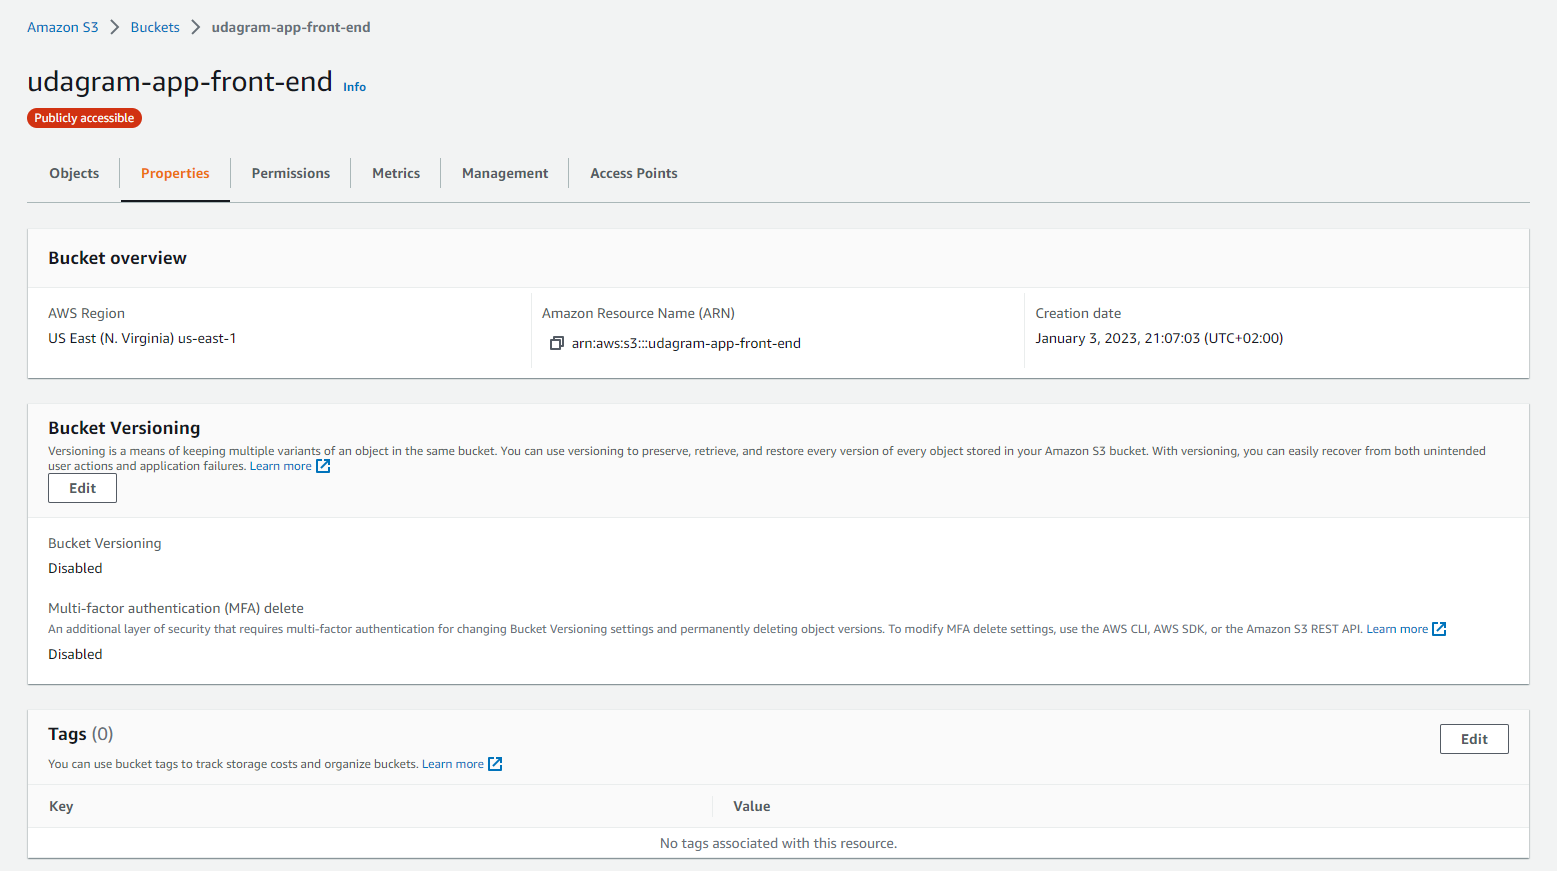 Amazon S3 > Buckets > udagram-app-front-end
udagram-app-front-end Info
Publicly accessible
Objects Properties Permissions Metrics Management Access Points
Bucket overview
AWS Region
US East (N. Virginia) us-east-1
Amazon Resource Name (ARN)
arn:aws:s3:::udagram-app-front-end
Creation date
January 3, 2023, 21:07:03 (UTC+02:00)
Bucket Versioning
Versioning is a means of keeping multiple variants of an object in the same bucket. You can use versioning to preserve, retrieve, and restore every version of every object stored in your Amazon S3 bucket. With versioning, you can easily recover from both unintended
user actions and application failures. Learn more
Edit
Bucket Versioning
Disabled
Multi-factor authentication (MFA) delete
An additional layer of security that requires multi-factor authentication for changing Bucket Versioning settings and permanently deleting object versions. To modify MFA delete settings, use the AWS CLI, AWS SDK, or the Amazon S3 REST API. Learn more
Disabled
Tags (0)
Edit
You can use bucket tags to track storage costs and organize buckets. Learn more
Key Value
No tags associated with this resource.